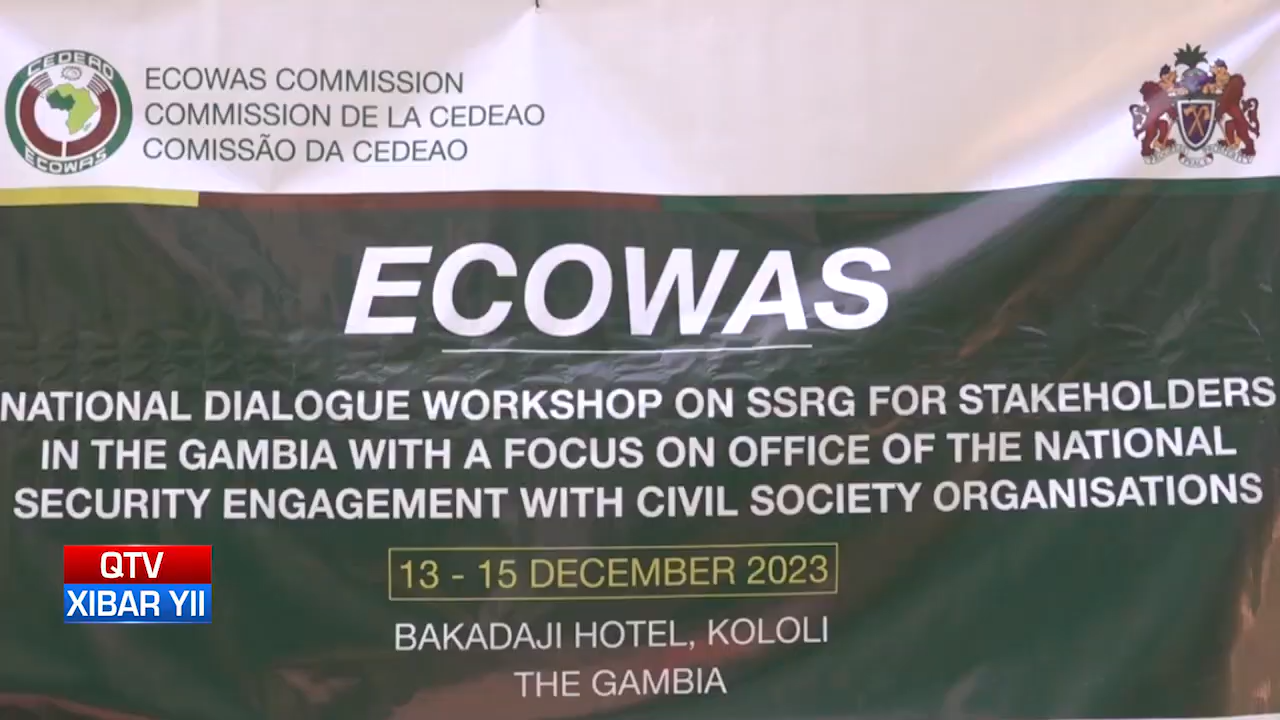 CEDEAO
ECOWAS
ECOWAS COMMISSION
COMMISSION DE LA CEDEAO
COMISSÃO DA CEDEAO
ECOWAS
NATIONAL DIALOGUE WORKSHOP ON SSRG FOR STAKEHOLDERS
IN THE GAMBIA WITH A FOCUS ON OFFICE OF THE NATIONAL
SECURITY ENGAGEMENT WITH CIVIL SOCIETY ORGANISATIONS
13 - 15 DECEMBER 2023
BAKADAJI HOTEL, KOLOLI
THE GAMBIA
QTV
XIBAR YII